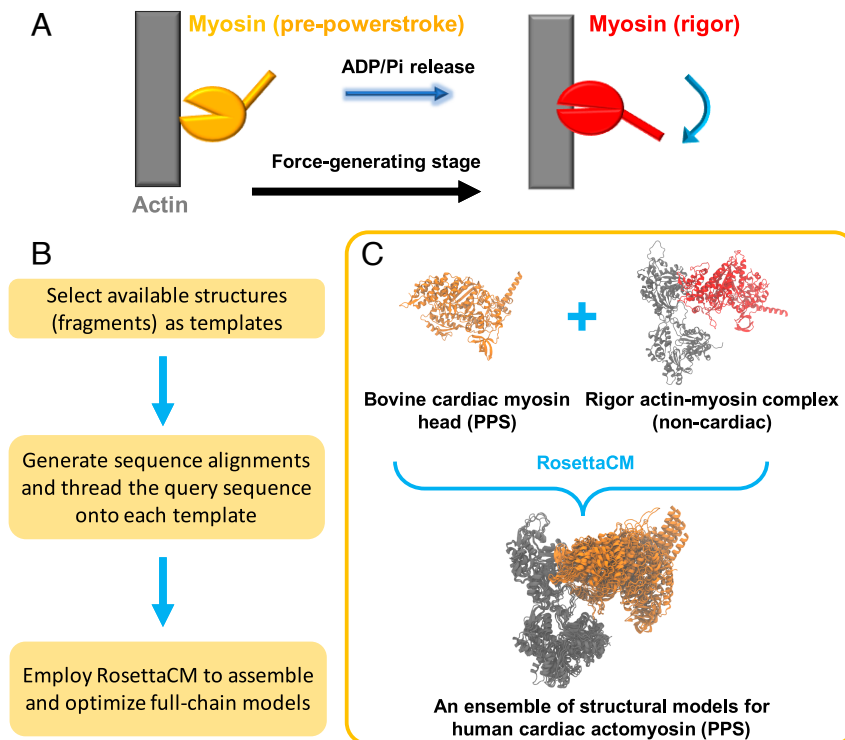 A
Myosin (pre-powerstroke)
Myosin (rigor)
ADP/Pi release
Force-generating stage
Actin
B
Select available structures
(fragments) as templates
Generate sequence alignments
and thread the query sequence
onto each template
Employ RosettaCM to assemble
and optimize full-chain models
C
+
Bovine cardiac myosin
head (PPS)
Rigor actin-myosin complex
(non-cardiac)
RosettaCM
An ensemble of structural models for
human cardiac actomyosin (PPS)